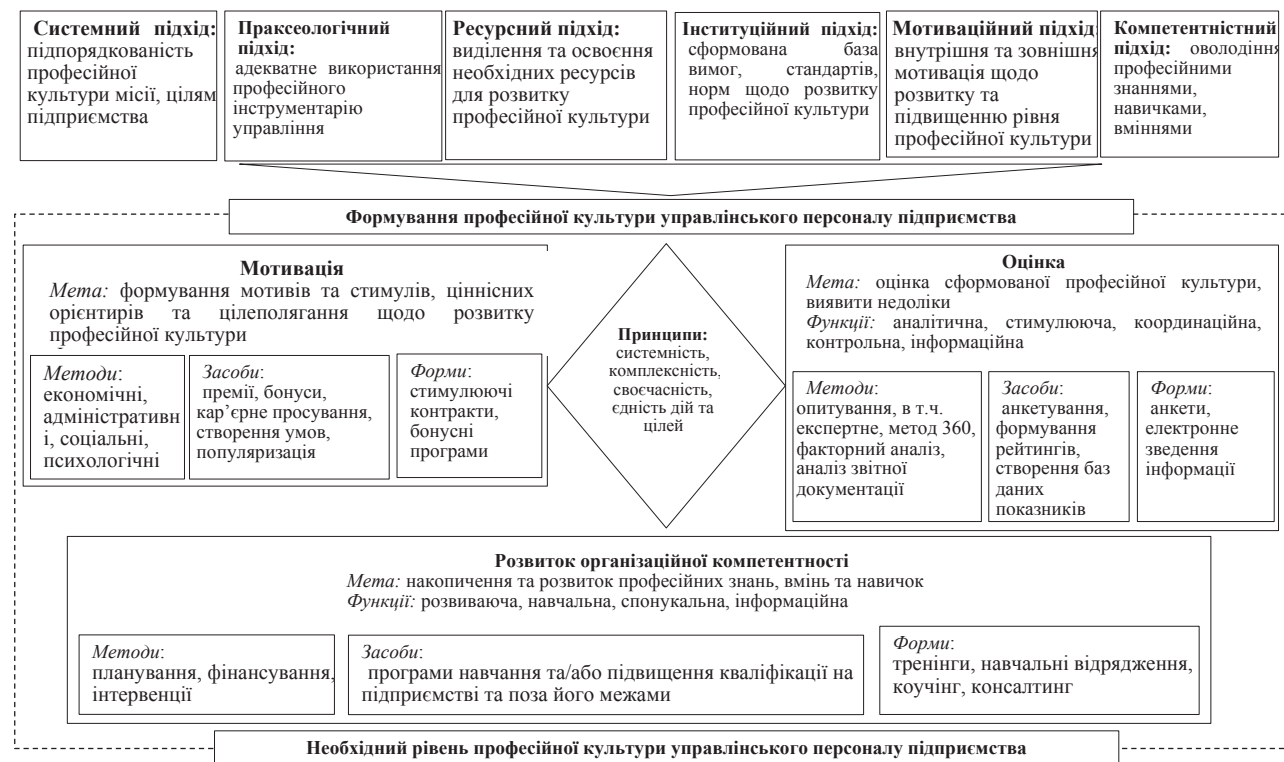 Системний підхід:
підпорядкованість
професійної
культури місії, цілям
підприємства
Праксеологічний
підхід:
адекватне використання
професійного
інструментарію
управління
Ресурсний підхід:
виділення та освоєння
необхідних ресурсів
для розвитку
професійної культури
Інституційний підхід:
сформована база
вимог, стандартів,
норм щодо розвитку
професійної культури
Мотиваційний підхід:
внутрішня та зовнішня
мотивація щодо
розвитку та
підвищенню рівня
професійної культури
Компетентністний
підхід: оволодіння
професійними
знаннями,
навичками,
вміннями
Формування професійної культури управлінського персоналу підприємства
Мотивація
Мета: формування мотивів та стимулів, ціннісних
орієнтирів та цілеполягання щодо розвитку
професійної культури
Методи:
економічні,
адміністративн
і, соціальні,
психологічні
Засоби:
премії, бонуси,
кар’єрне просування,
створення умов,
популяризація
Форми:
стимулюючі
контракти,
бонусні
програми
Принципи:
системність,
комплексність,
своєчасність,
єдність дій та
цілей
Оцінка
Мета: оцінка сформованої професійної культури,
виявити недоліки
Функції: аналітична, стимулююча, координаційна,
контрольна, інформаційна
Методи:
опитування, в т.ч.
експертне, метод 360,
факторний аналіз,
аналіз звітної
документації
Засоби:
анкетування,
формування
рейтингів,
створення баз
даних
показників
Форми:
анкети,
електронне
зведення
інформації
Розвиток організаційної компетентності
Мета: накопичення та розвиток професійних знань, вмінь та навичок
Функції: розвиваюча, навчальна, спонукальна, інформаційна
Методи:
планування, фінансування,
інтервенції
Засоби:
програми навчання та/або підвищення кваліфікації на
підприємстві та поза його межами
Форми:
тренінги, навчальні відрядження,
коучінг, консалтинг
Необхідний рівень професійної культури управлінського персоналу підприємства